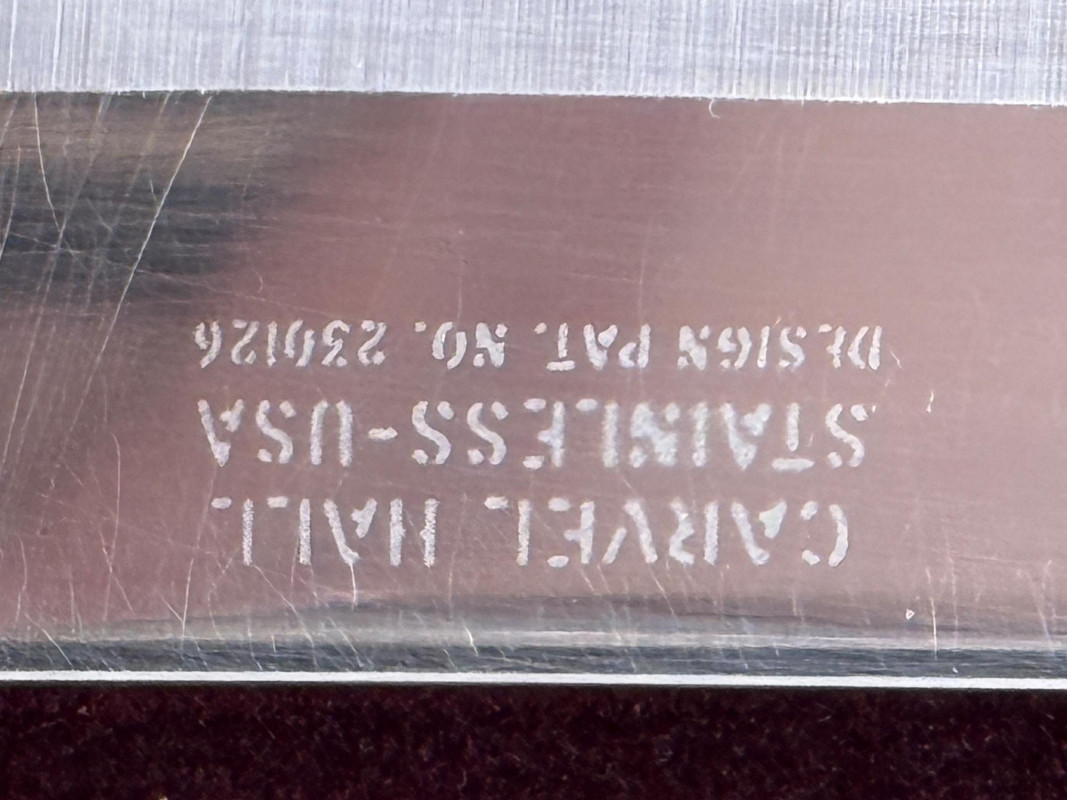 CARVEL HALL
STAINLESS-USA
DESIGN PAT. NO. 230126